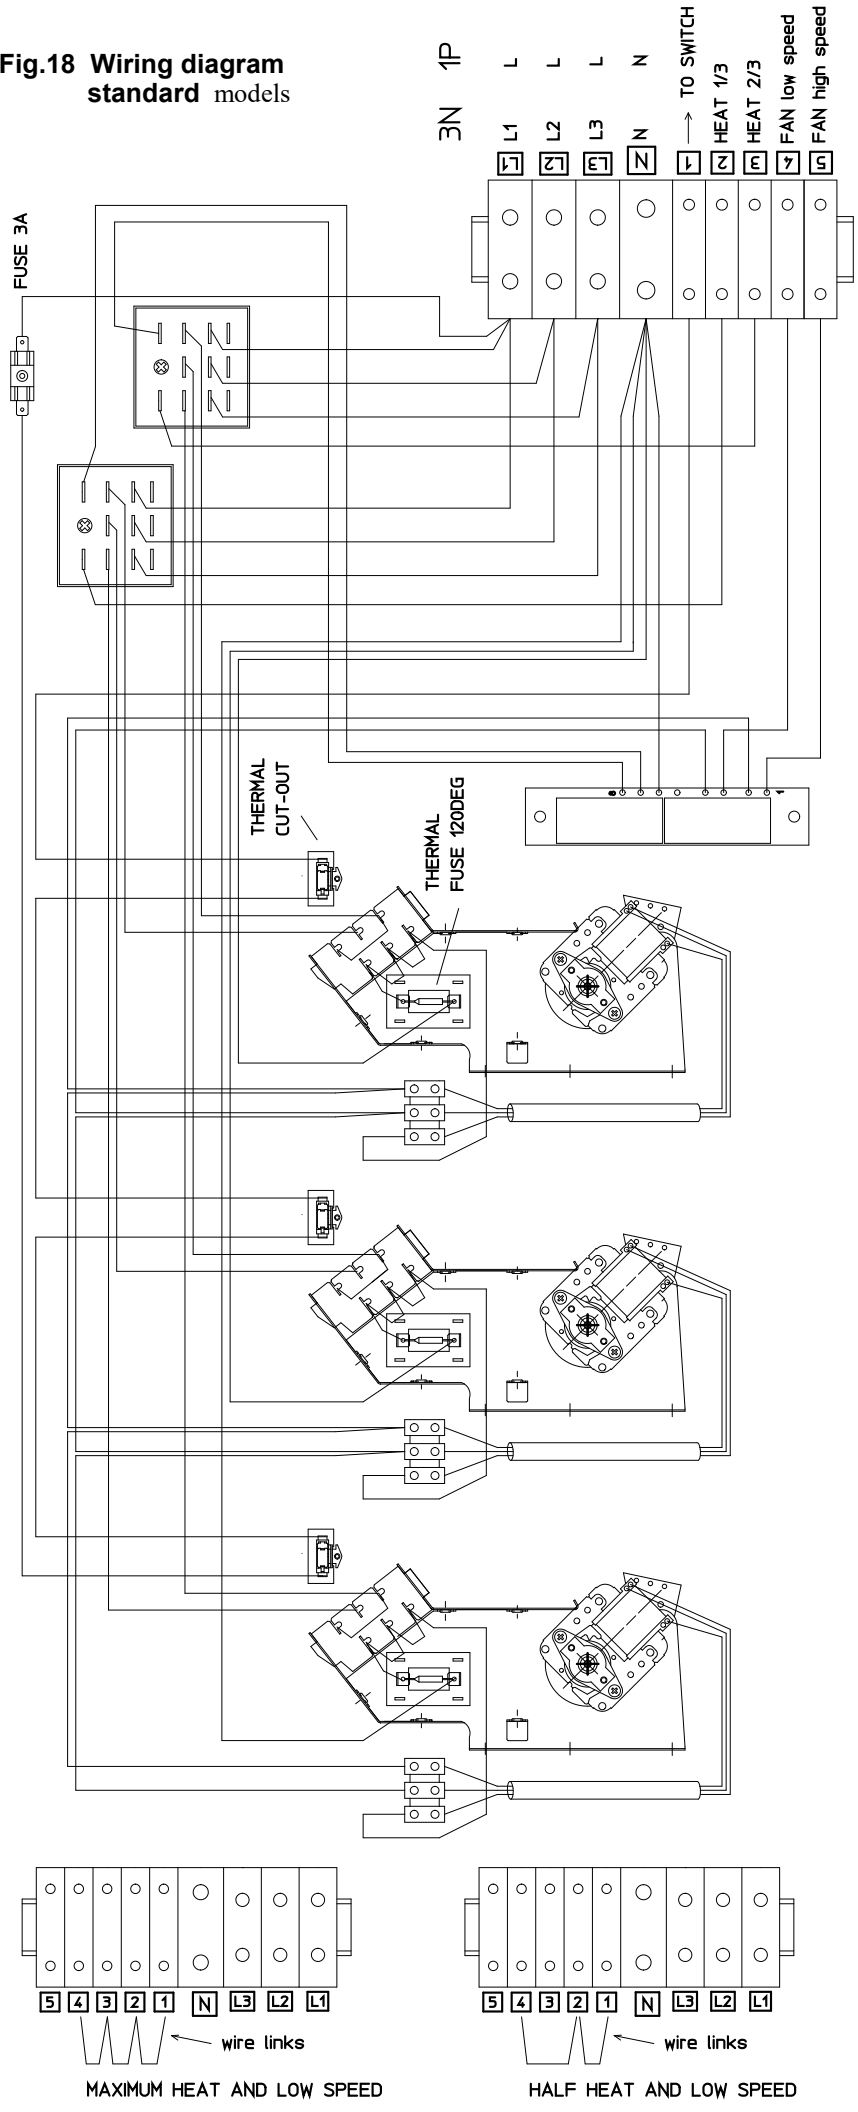 Fig.18 Wiring diagram
standard models
3N 1P
L1 L1 L
L2 L2 L
L3 L3 L
N N N
1 → TO SWITCH
2 HEAT 1/3
3 HEAT 2/3
4 FAN low speed
5 FAN high speed
FUSE 3A
8 1
THERMAL
CUT-OUT
THERMAL
FUSE 120DEG
5 4 3 2 1 N L3 L2 L1
wire links
MAXIMUM HEAT AND LOW SPEED
5 4 3 2 1 N L3 L2 L1
wire links
HALF HEAT AND LOW SPEED